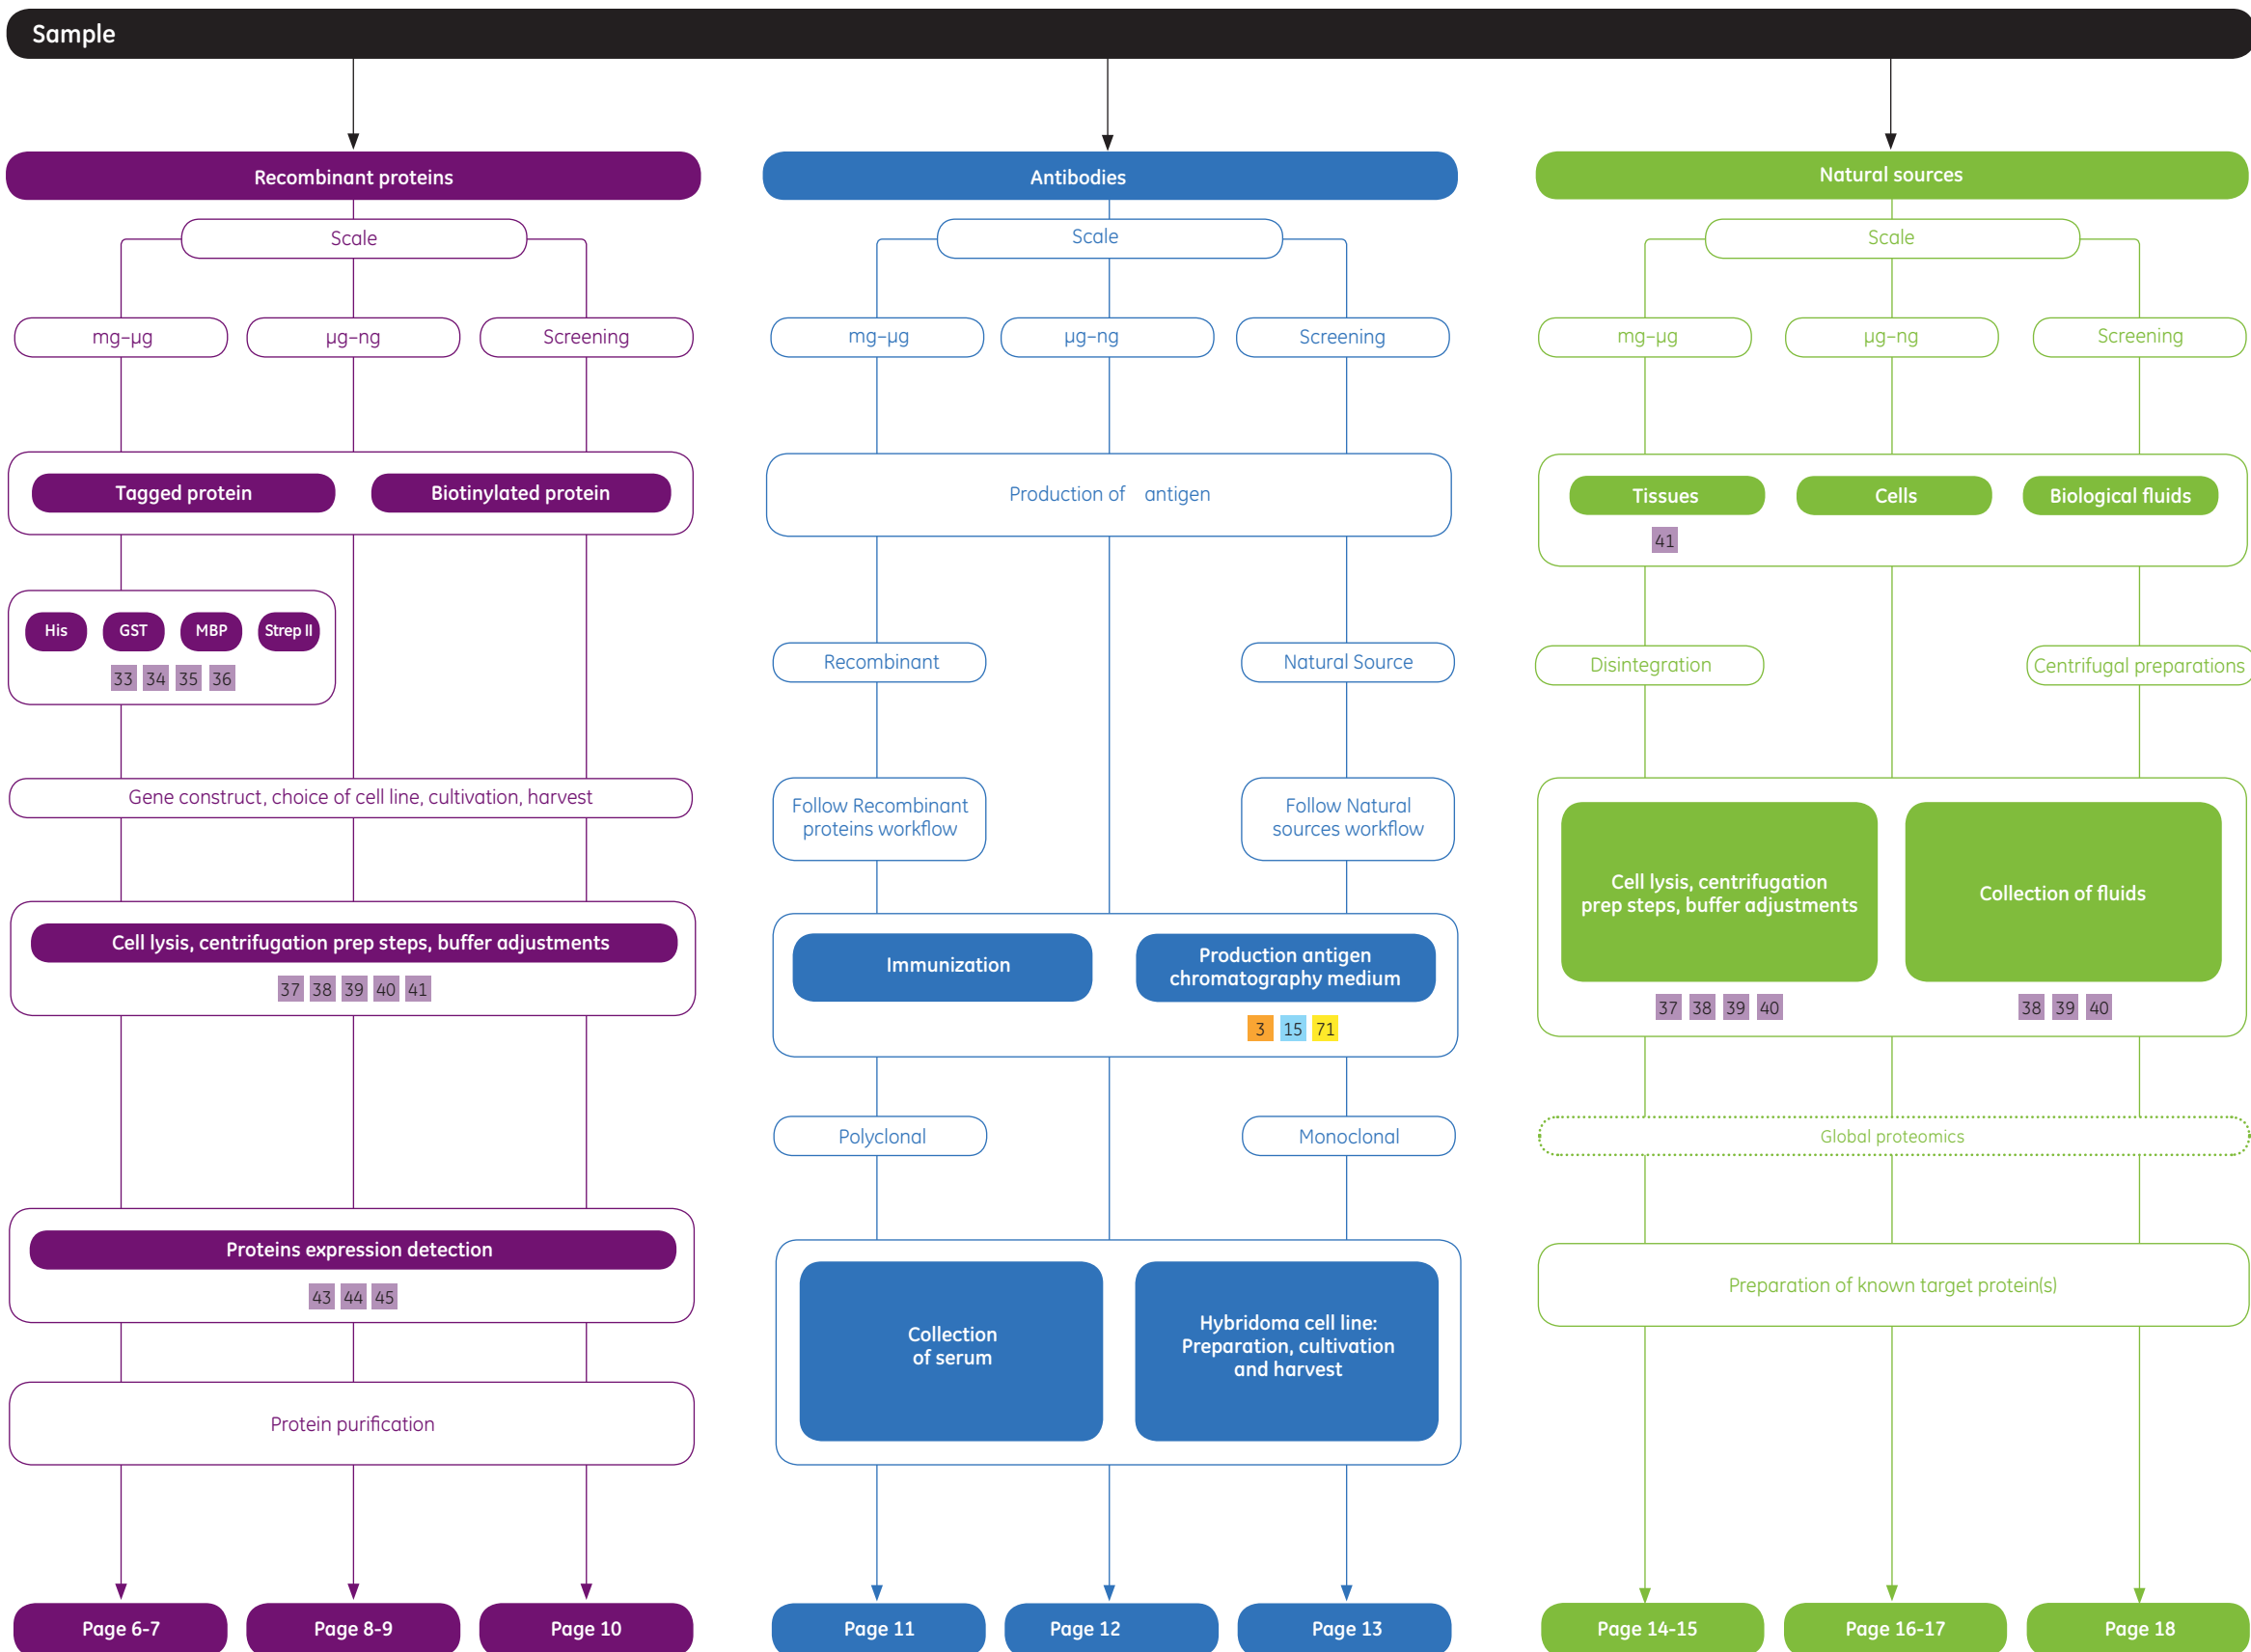 Sample
Recombinant proteins
Scale
mg–µg
µg–ng
Screening
Tagged protein
Biotinylated protein
His
GST
MBP
Strep II
33 34 35 36
Gene construct, choice of cell line, cultivation, harvest
Cell lysis, centrifugation prep steps, buffer adjustments
37 38 39 40 41
Proteins expression detection
43 44 45
Protein purification
Page 6-7
Page 8-9
Page 10
Antibodies
Scale
mg–µg
µg–ng
Screening
Production of antigen
Recombinant
Natural Source
Follow Recombinant
proteins workflow
Follow Natural
sources workflow
Immunization
Production antigen
chromatography medium
3 15 71
Polyclonal
Monoclonal
Collection
of serum
Hybridoma cell line:
Preparation, cultivation
and harvest
Page 11
Page 12
Page 13
Natural sources
Scale
mg–µg
µg–ng
Screening
Tissues
Cells
Biological fluids
41
Disintegration
Centrifugal preparations
Cell lysis, centrifugation
prep steps, buffer adjustments
Collection of fluids
37 38 39 40
38 39 40
Global proteomics
Preparation of known target protein(s)
Page 14-15
Page 16-17
Page 18